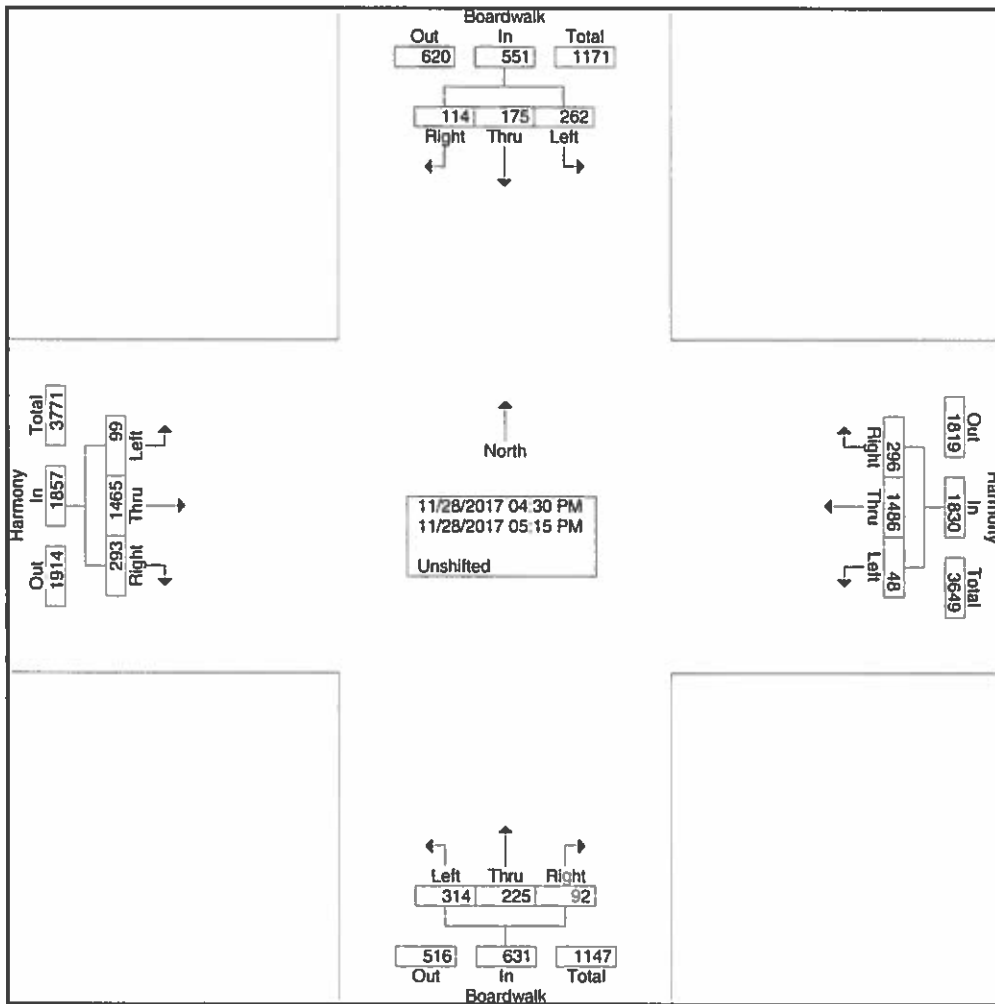 Boardwalk
Out In Total
620 551 1171
114 175 262
Right Thru Left
Harmony
Out In Total
1914 1857 3771
293 1465 99
Right Thru Left
North
11/28/2017 04:30 PM
11/28/2017 05:15 PM
Unshifted
Harmony
Out In Total
1819 1830 3649
296 1486 48
Right Thru Left
Left Thru Right
314 225 92
516 631 1147
Out In Total
Boardwalk